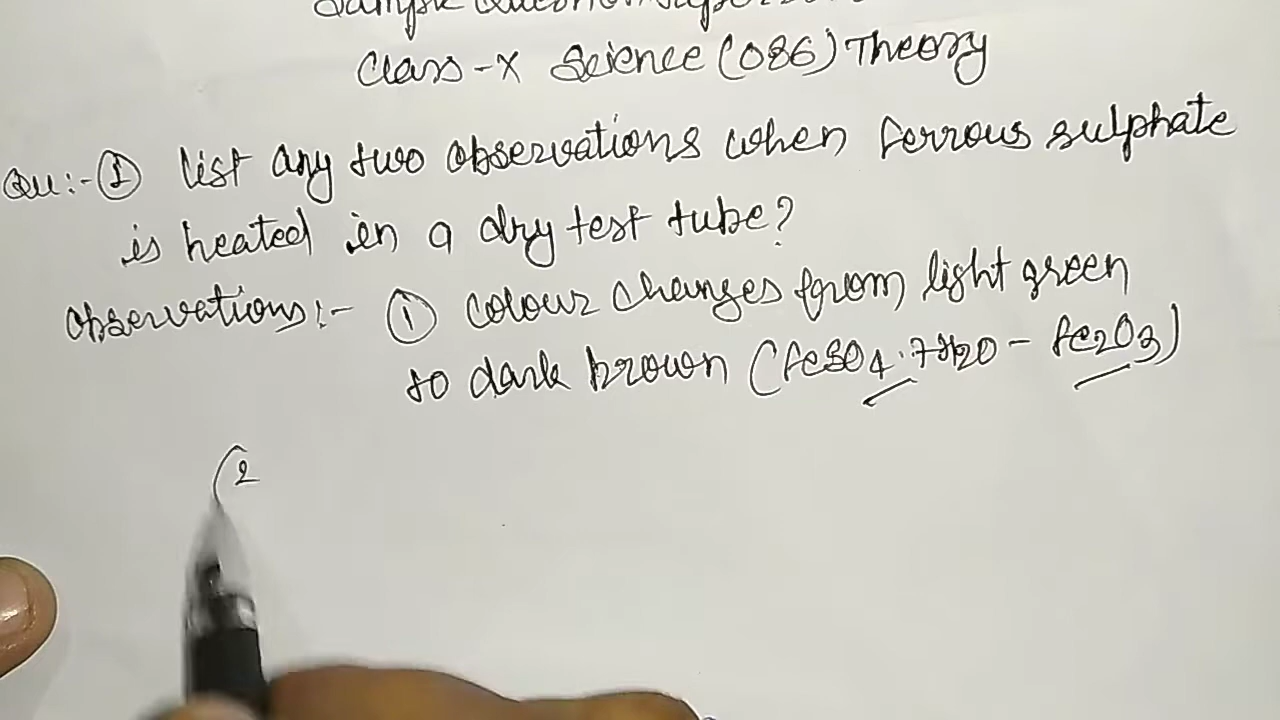 Class-X Science (086) Theory
Qu:-① List any two observations when ferrous sulphate
is heated in a dry test tube?
Observations:- ① Colour changes from light green
to dark brown (FeSO4.7H2O - Fe2O3)
(2